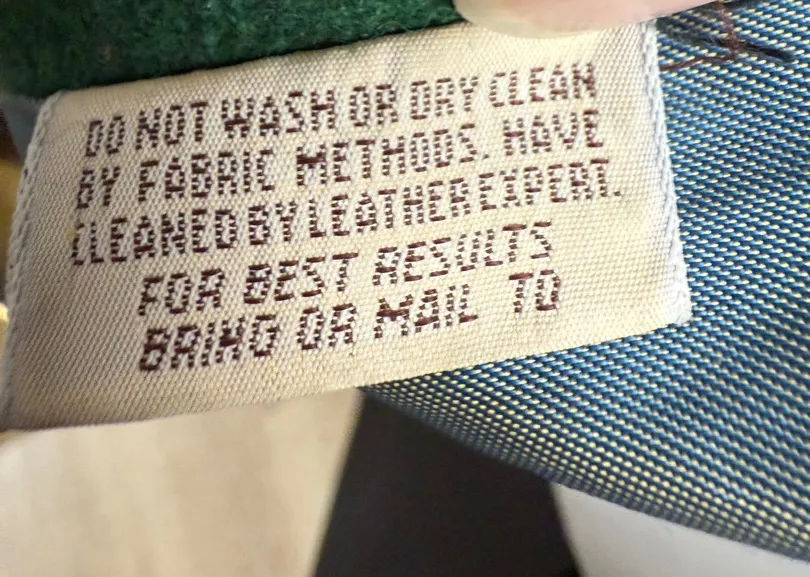 DO NOT WASH OR DRY CLEAN
BY FABRIC METHODS. HAVE
CLEANED BY LEATHER EXPERT.
FOR BEST RESULTS
BRING OR MAIL TO